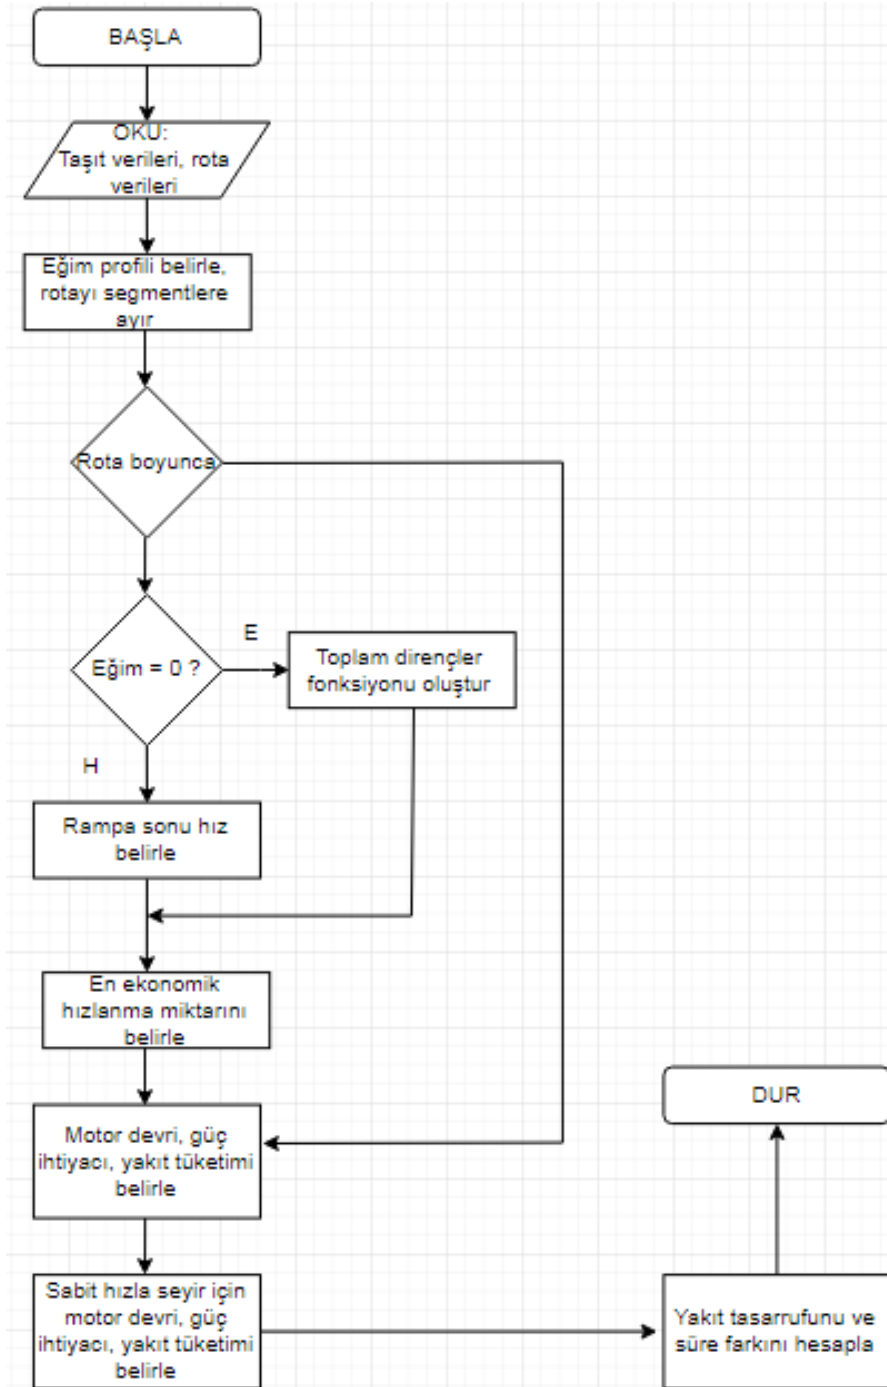 BAŞLA
OKU:
Taşıt verileri, rota
verileri
Eğim profili belirle,
rotayı segmentlere
ayır
Rota boyunca
Eğim = 0 ?
E
Toplam dirençler
fonksiyonu oluştur
H
Rampa sonu hız
belirle
En ekonomik
hızlanma miktarını
belirle
Motor devri, güç
ihtiyacı, yakıt tüketimi
belirle
Sabit hızla seyir için
motor devri, güç
ihtiyacı, yakıt tüketimi
belirle
Yakıt tasarrufunu ve
süre farkını hesapla
DUR